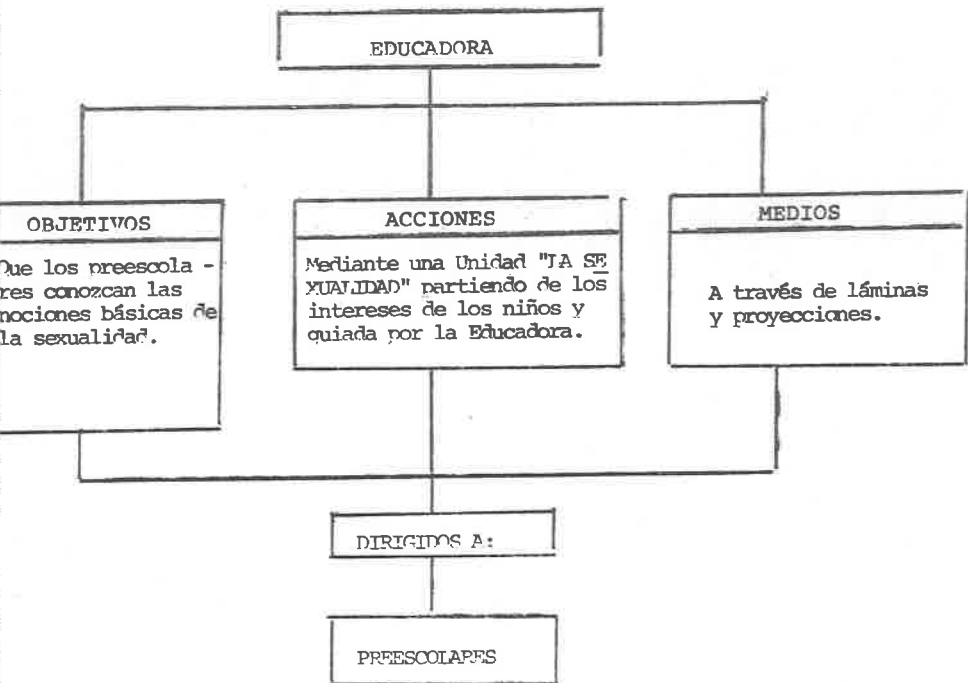 EDUCADORA
OBJETIVOS
Que los preescola -
res conozcan las
nociones básicas de
la sexualidad.
ACCIONES
Mediante una Unidad "LA SE
XUALIDAD" partiendo de los
intereses de los niños y
guiada por la Educadora.
MEDIOS
A través de láminas
y proyecciones.
DIRIGIDOS A:
PREESCOLARES